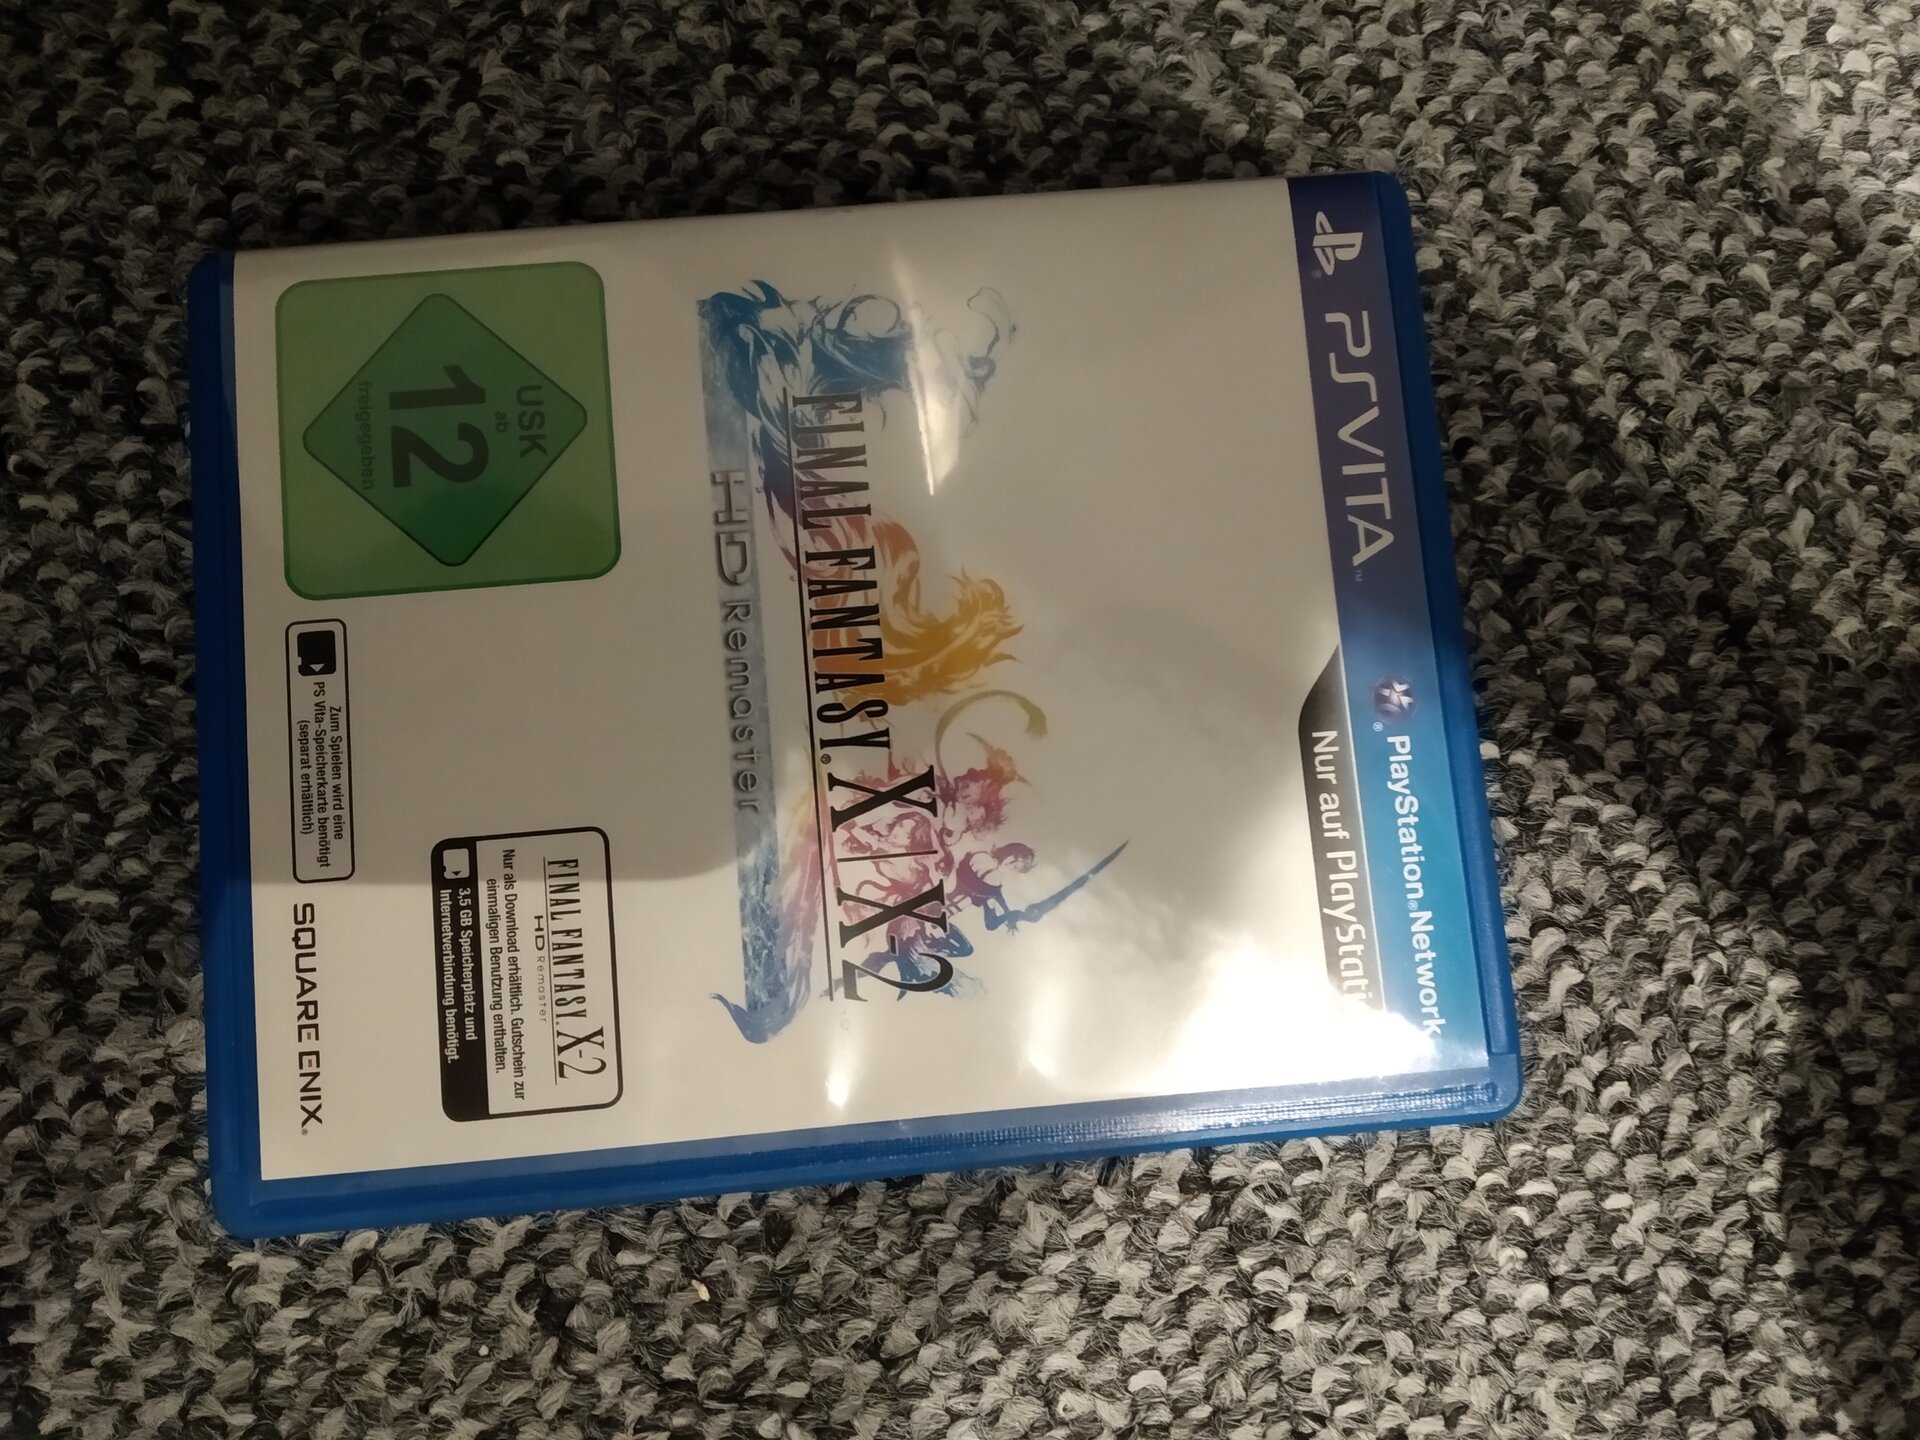 PSVITA™
PlayStation®Network
Nur auf PlayStati
FINAL FANTASY® X|X-2
HD Remaster
FINAL FANTASY. X-2
HD Remaster
Nur als Download erhältlich. Gutschein zur
einmaligen Benutzung enthalten.
3,5 GB Speicherplatz und
Internetverbindung benötigt.
USK
ab
12
freigegeben
Zum Spielen wird eine
PS Vita-Speicherkarte benötigt
(separat erhältlich)
SQUARE ENIX®